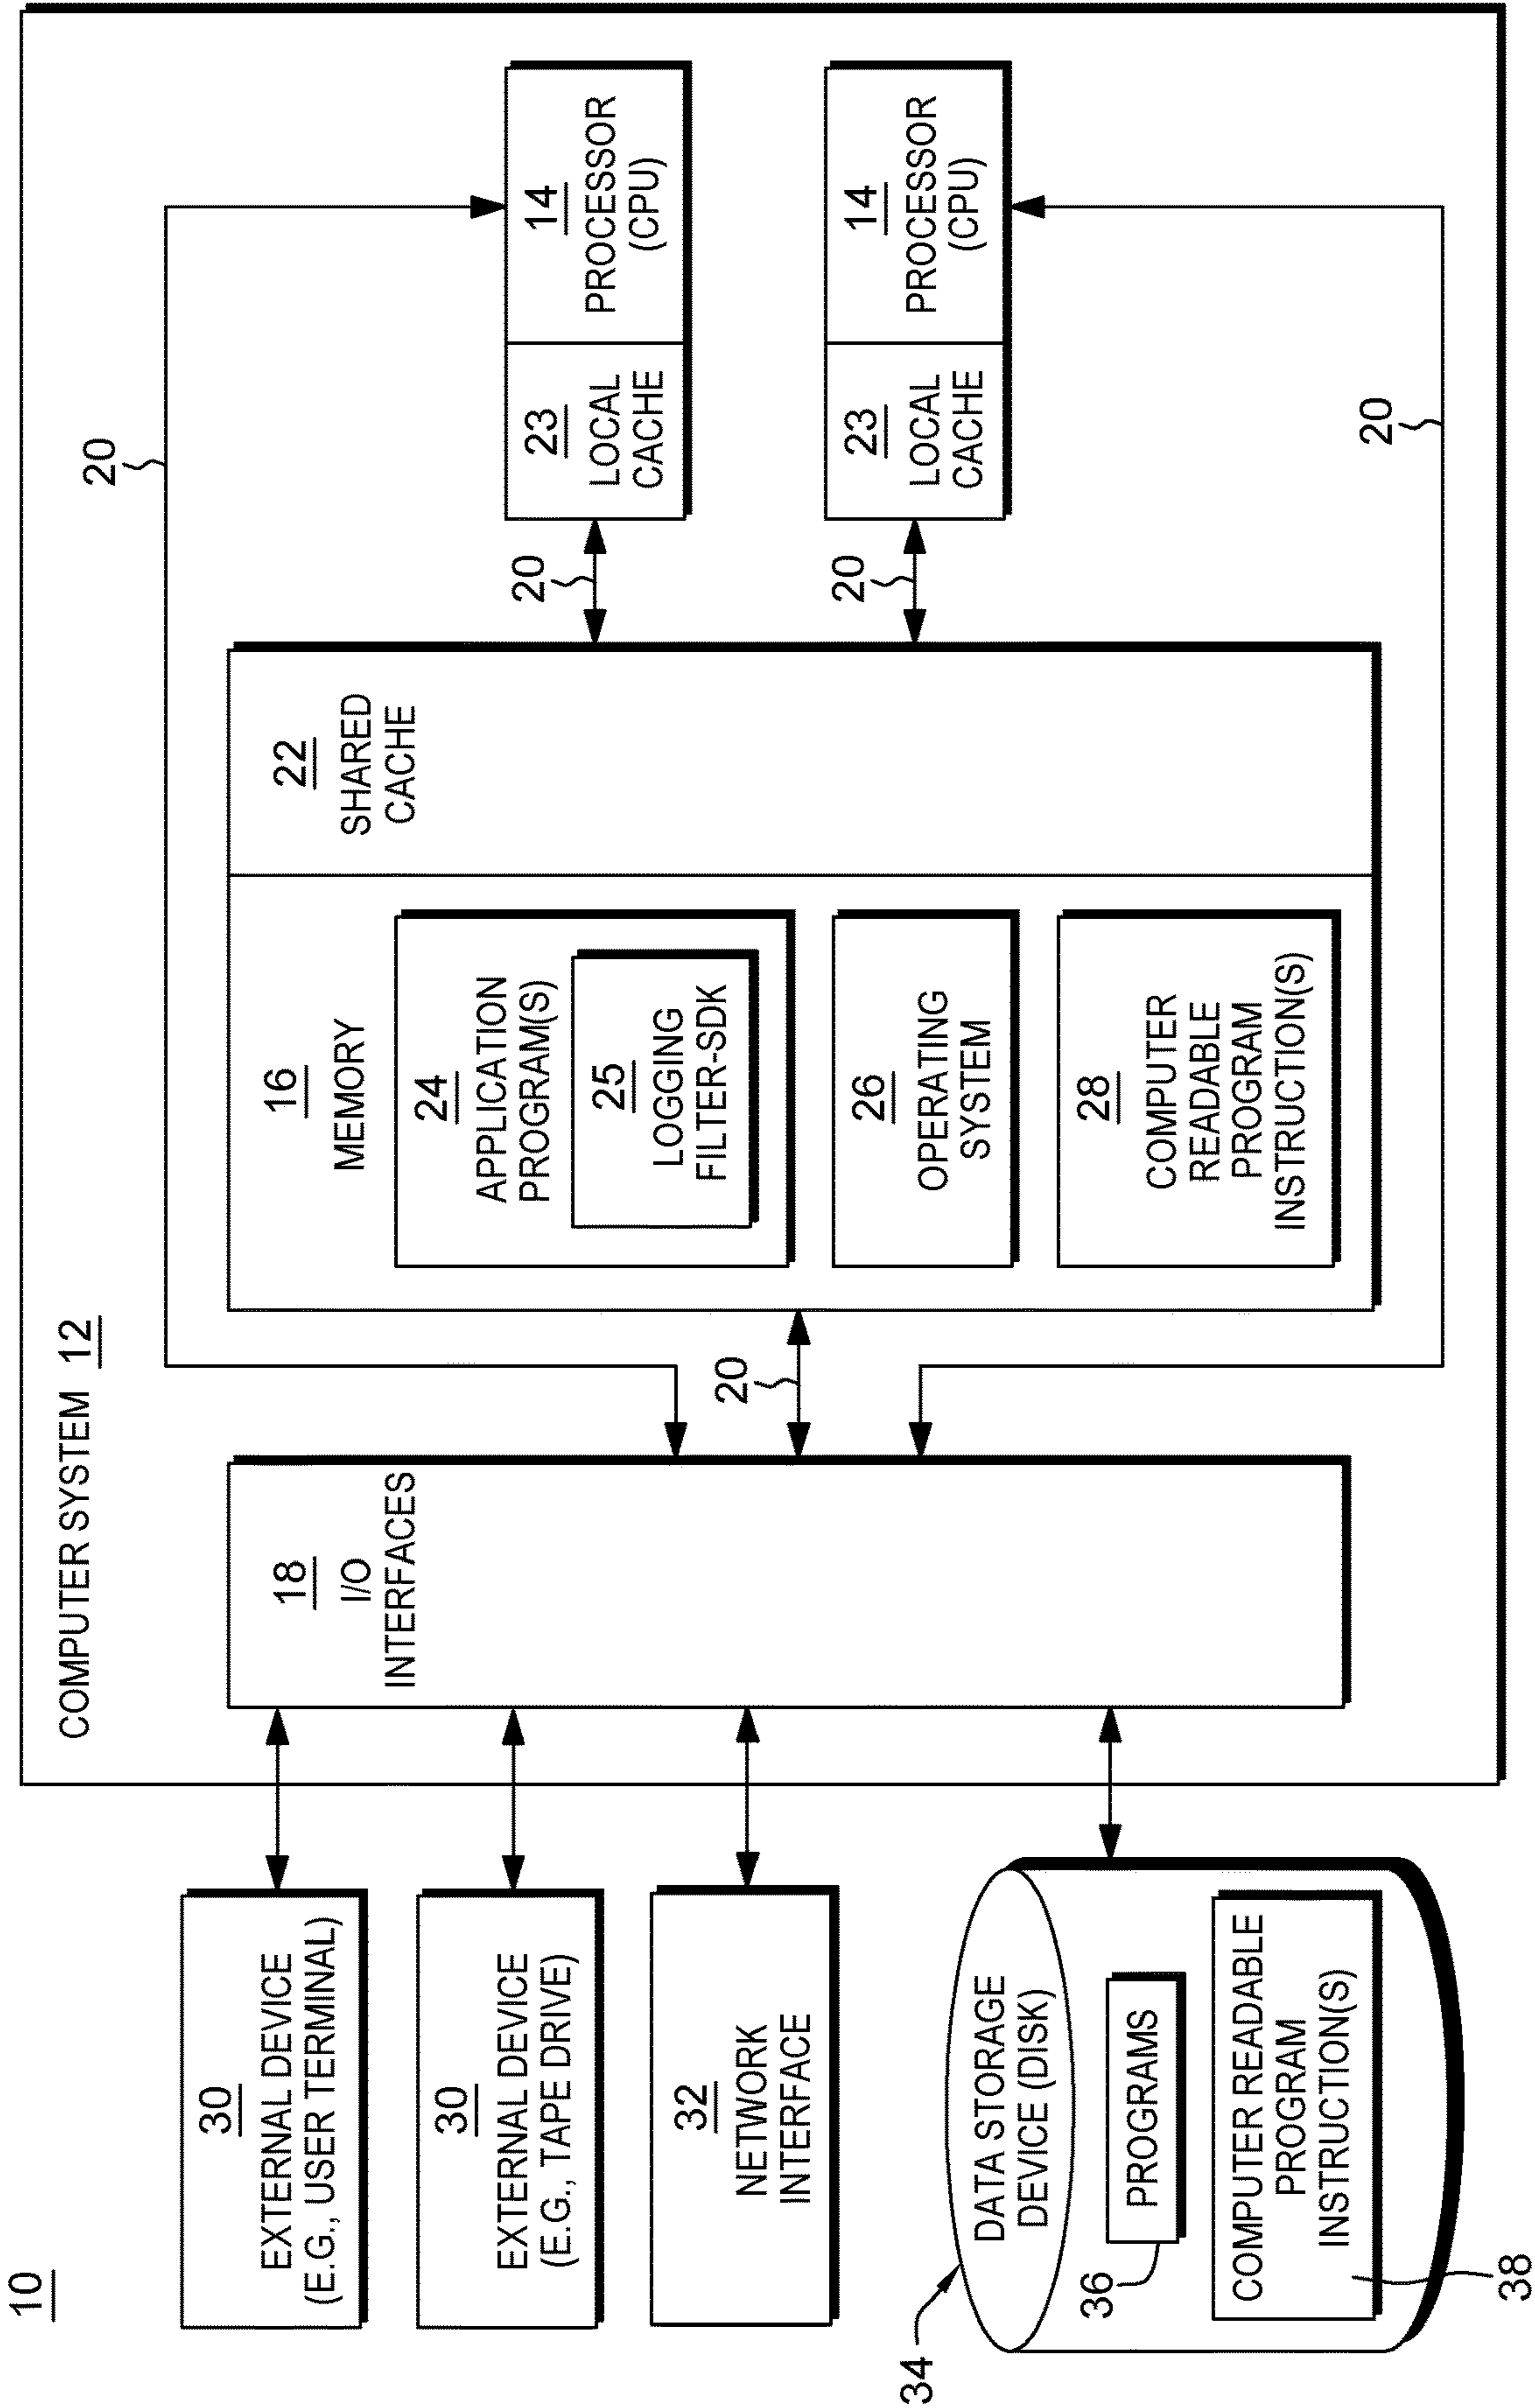 10
COMPUTER SYSTEM 12
30
EXTERNAL DEVICE
(E.G., USER TERMINAL)
30
EXTERNAL DEVICE
(E.G., TAPE DRIVE)
32
NETWORK
INTERFACE
34
DATA STORAGE
DEVICE (DISK)
36
PROGRAMS
COMPUTER READABLE
PROGRAM
INSTRUCTION(S)
38
18
I/O
INTERFACES
20
20
20
16
MEMORY
24
APPLICATION
PROGRAM(S)
25
LOGGING
FILTER-SDK
26
OPERATING
SYSTEM
28
COMPUTER
READABLE
PROGRAM
INSTRUCTION(S)
22
SHARED
CACHE
20
20
23
LOCAL
CACHE
14
PROCESSOR
(CPU)
23
LOCAL
CACHE
14
PROCESSOR
(CPU)